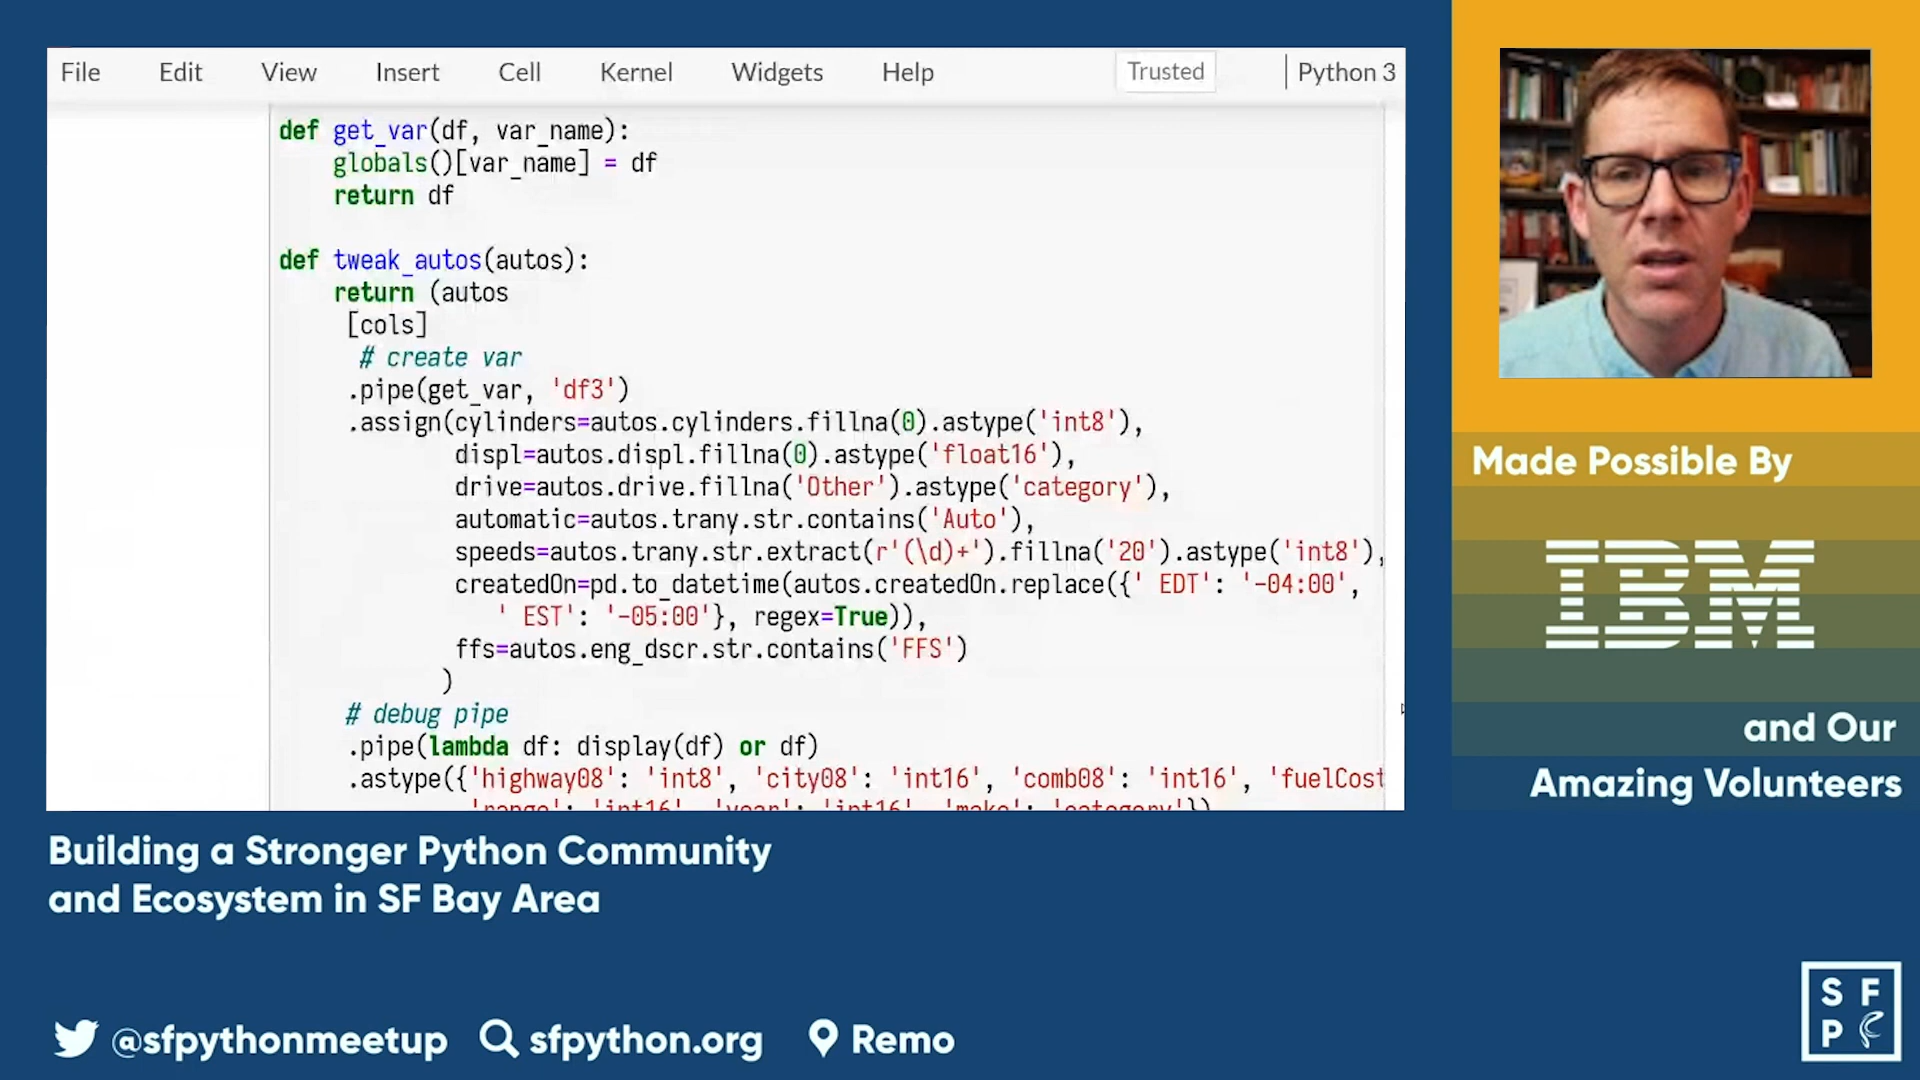 File Edit View Insert Cell Kernel Widgets Help Trusted Python 3
def get_var(df, var_name):
globals()[var_name] = df
return df
def tweak_autos(autos):
return (autos
[cols]
# create var
.pipe(get_var, 'df3')
.assign(cylinders=autos.cylinders.fillna(0).astype('int8'),
displ=autos.displ.fillna(0).astype('float16'),
drive=autos.drive.fillna('Other').astype('category'),
automatic=autos.trany.str.contains('Auto'),
speeds=autos.trany.str.extract(r'(\d)+').fillna('20').astype('int8'),
createdOn=pd.to_datetime(autos.createdOn.replace({' EDT': '-04:00',
' EST': '-05:00'}, regex=True)),
ffs=autos.eng_dscr.str.contains('FFS')
)
# debug pipe
.pipe(lambda df: display(df) or df)
.astype({'highway08': 'int8', 'city08': 'int16', 'comb08': 'int16', 'fuelCost
'range': 'int16', 'year': 'int16', 'make': 'category'})
Made Possible By
IBM
and Our
Amazing Volunteers
Building a Stronger Python Community
and Ecosystem in SF Bay Area
@sfpythonmeetup sfpython.org Remo
S F
P